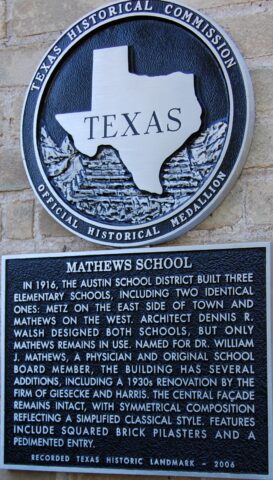 TEXAS HISTORICAL COMMISSION
TEXAS
OFFICIAL HISTORICAL MEDALLION
MATHEWS SCHOOL
IN 1916, THE AUSTIN SCHOOL DISTRICT BUILT THREE
ELEMENTARY SCHOOLS, INCLUDING TWO IDENTICAL
ONES: METZ ON THE EAST SIDE OF TOWN AND
MATHEWS ON THE WEST. ARCHITECT DENNIS R.
WALSH DESIGNED BOTH SCHOOLS, BUT ONLY
MATHEWS REMAINS IN USE. NAMED FOR DR. WILLIAM
J. MATHEWS, A PHYSICIAN AND ORIGINAL SCHOOL
BOARD MEMBER, THE BUILDING HAS SEVERAL
ADDITIONS, INCLUDING A 1930s RENOVATION BY THE
FIRM OF GIESECKE AND HARRIS. THE CENTRAL FAÇADE
REMAINS INTACT, WITH SYMMETRICAL COMPOSITION
REFLECTING A SIMPLIFIED CLASSICAL STYLE. FEATURES
INCLUDE SQUARED BRICK PILASTERS AND A
PEDIMENTED ENTRY.
RECORDED TEXAS HISTORIC LANDMARK – 2006